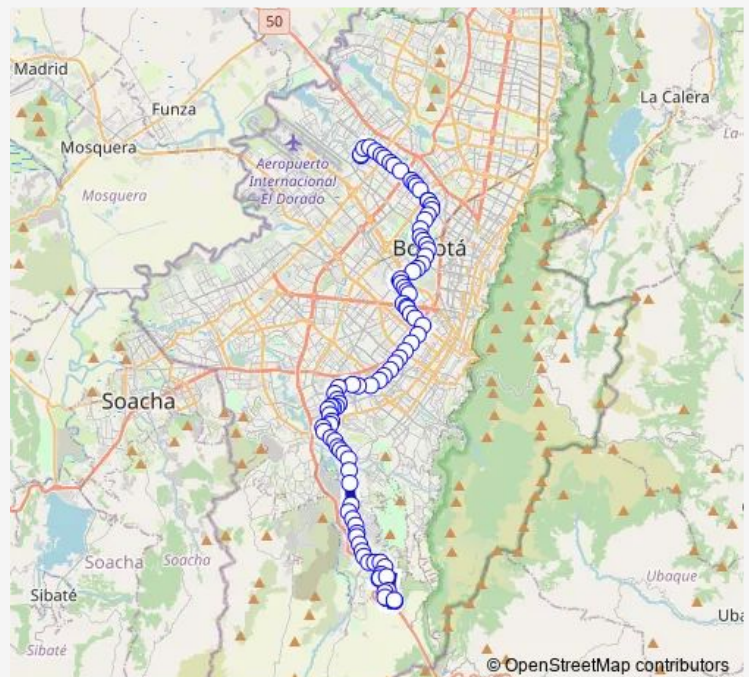 50
Madrid
Funza
La Calera
Mosquera
Aeropuerto
Internacional
El Dorado
Mosquera
Bogotá
Soacha
Soacha
Soacha
Ubaque
Sibaté
Sibaté
© OpenStreetMap contributors